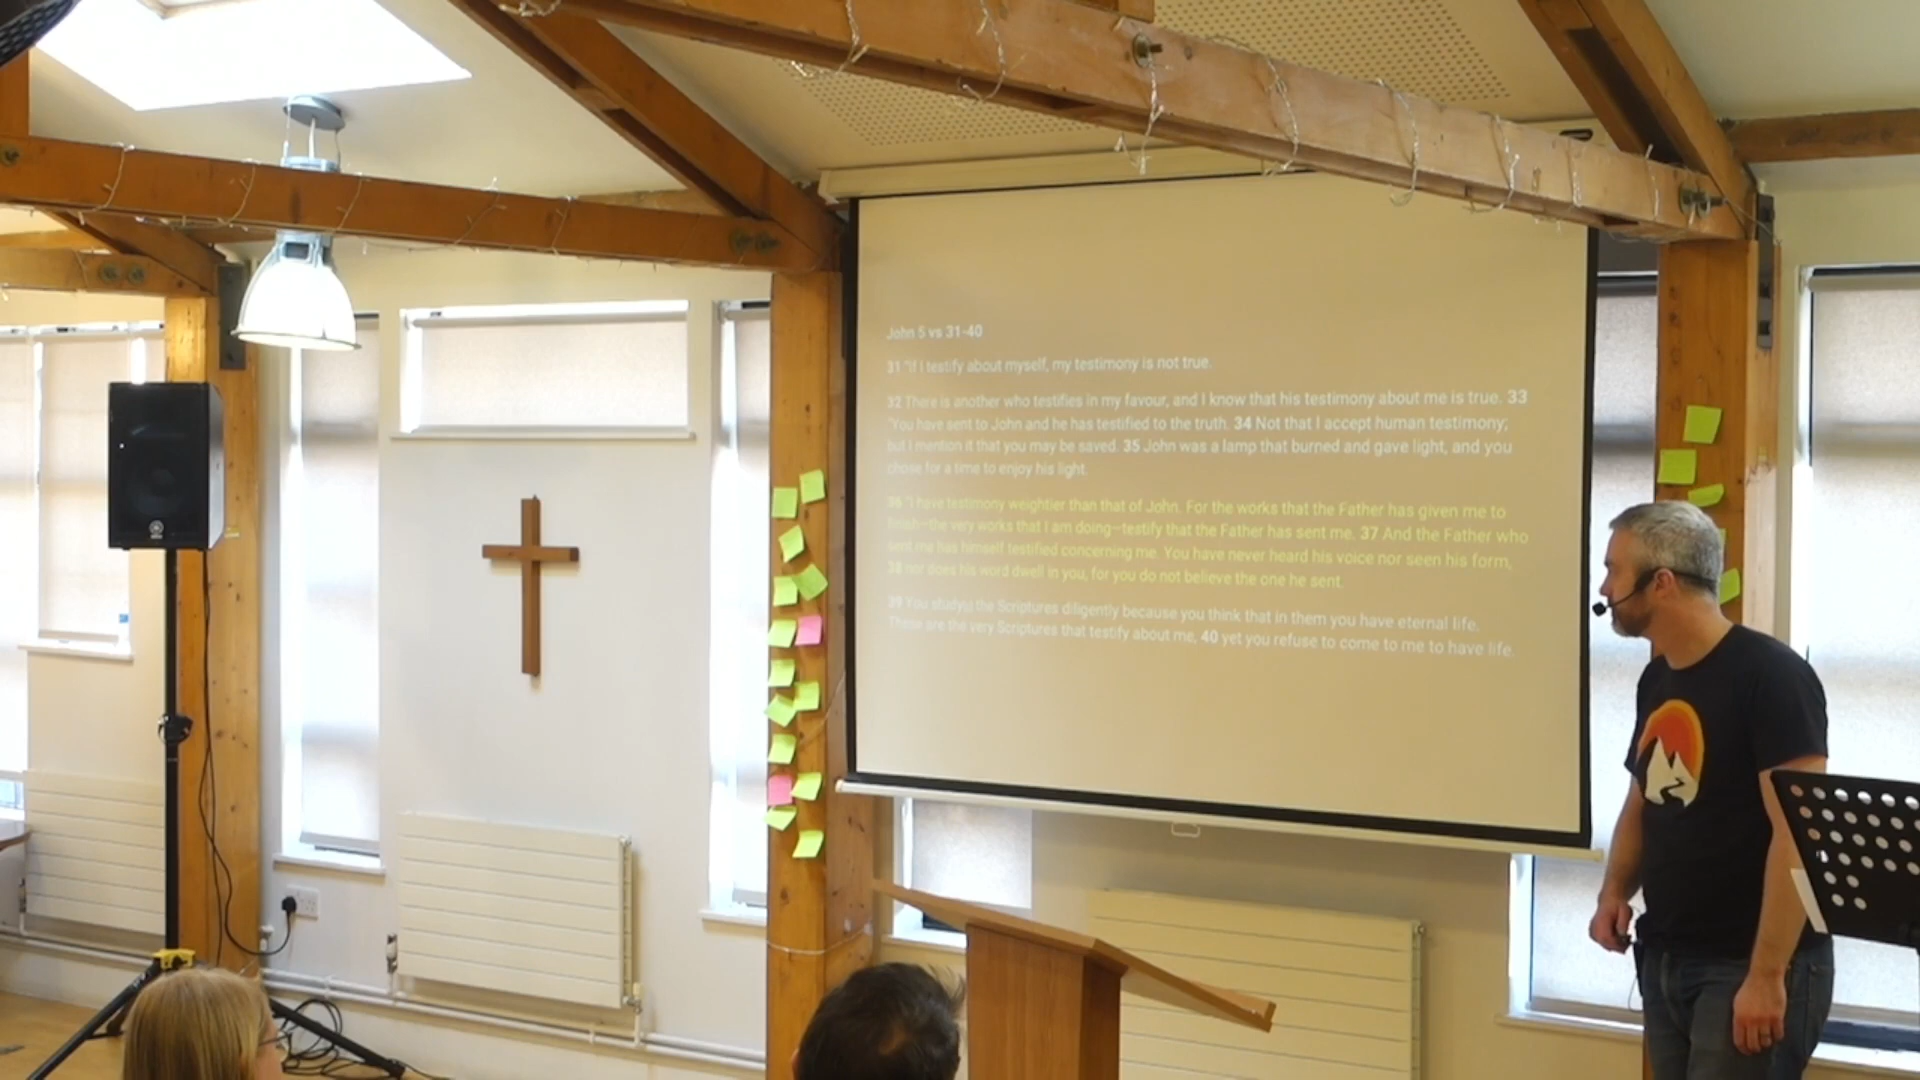 John 5 vs 31-40
31 "If I testify about myself, my testimony is not true.
32 There is another who testifies in my favour, and I know that his testimony about me is true. 33
"You have sent to John and he has testified to the truth. 34 Not that I accept human testimony;
but I mention it that you may be saved. 35 John was a lamp that burned and gave light, and you
chose for a time to enjoy his light.
36 "I have testimony weightier than that of John. For the works that the Father has given me to
finish—the very works that I am doing—testify that the Father has sent me. 37 And the Father who
sent me has himself testified concerning me. You have never heard his voice nor seen his form,
38 nor does his word dwell in you, for you do not believe the one he sent.
39 You study the Scriptures diligently because you think that in them you have eternal life.
These are the very Scriptures that testify about me, 40 yet you refuse to come to me to have life.